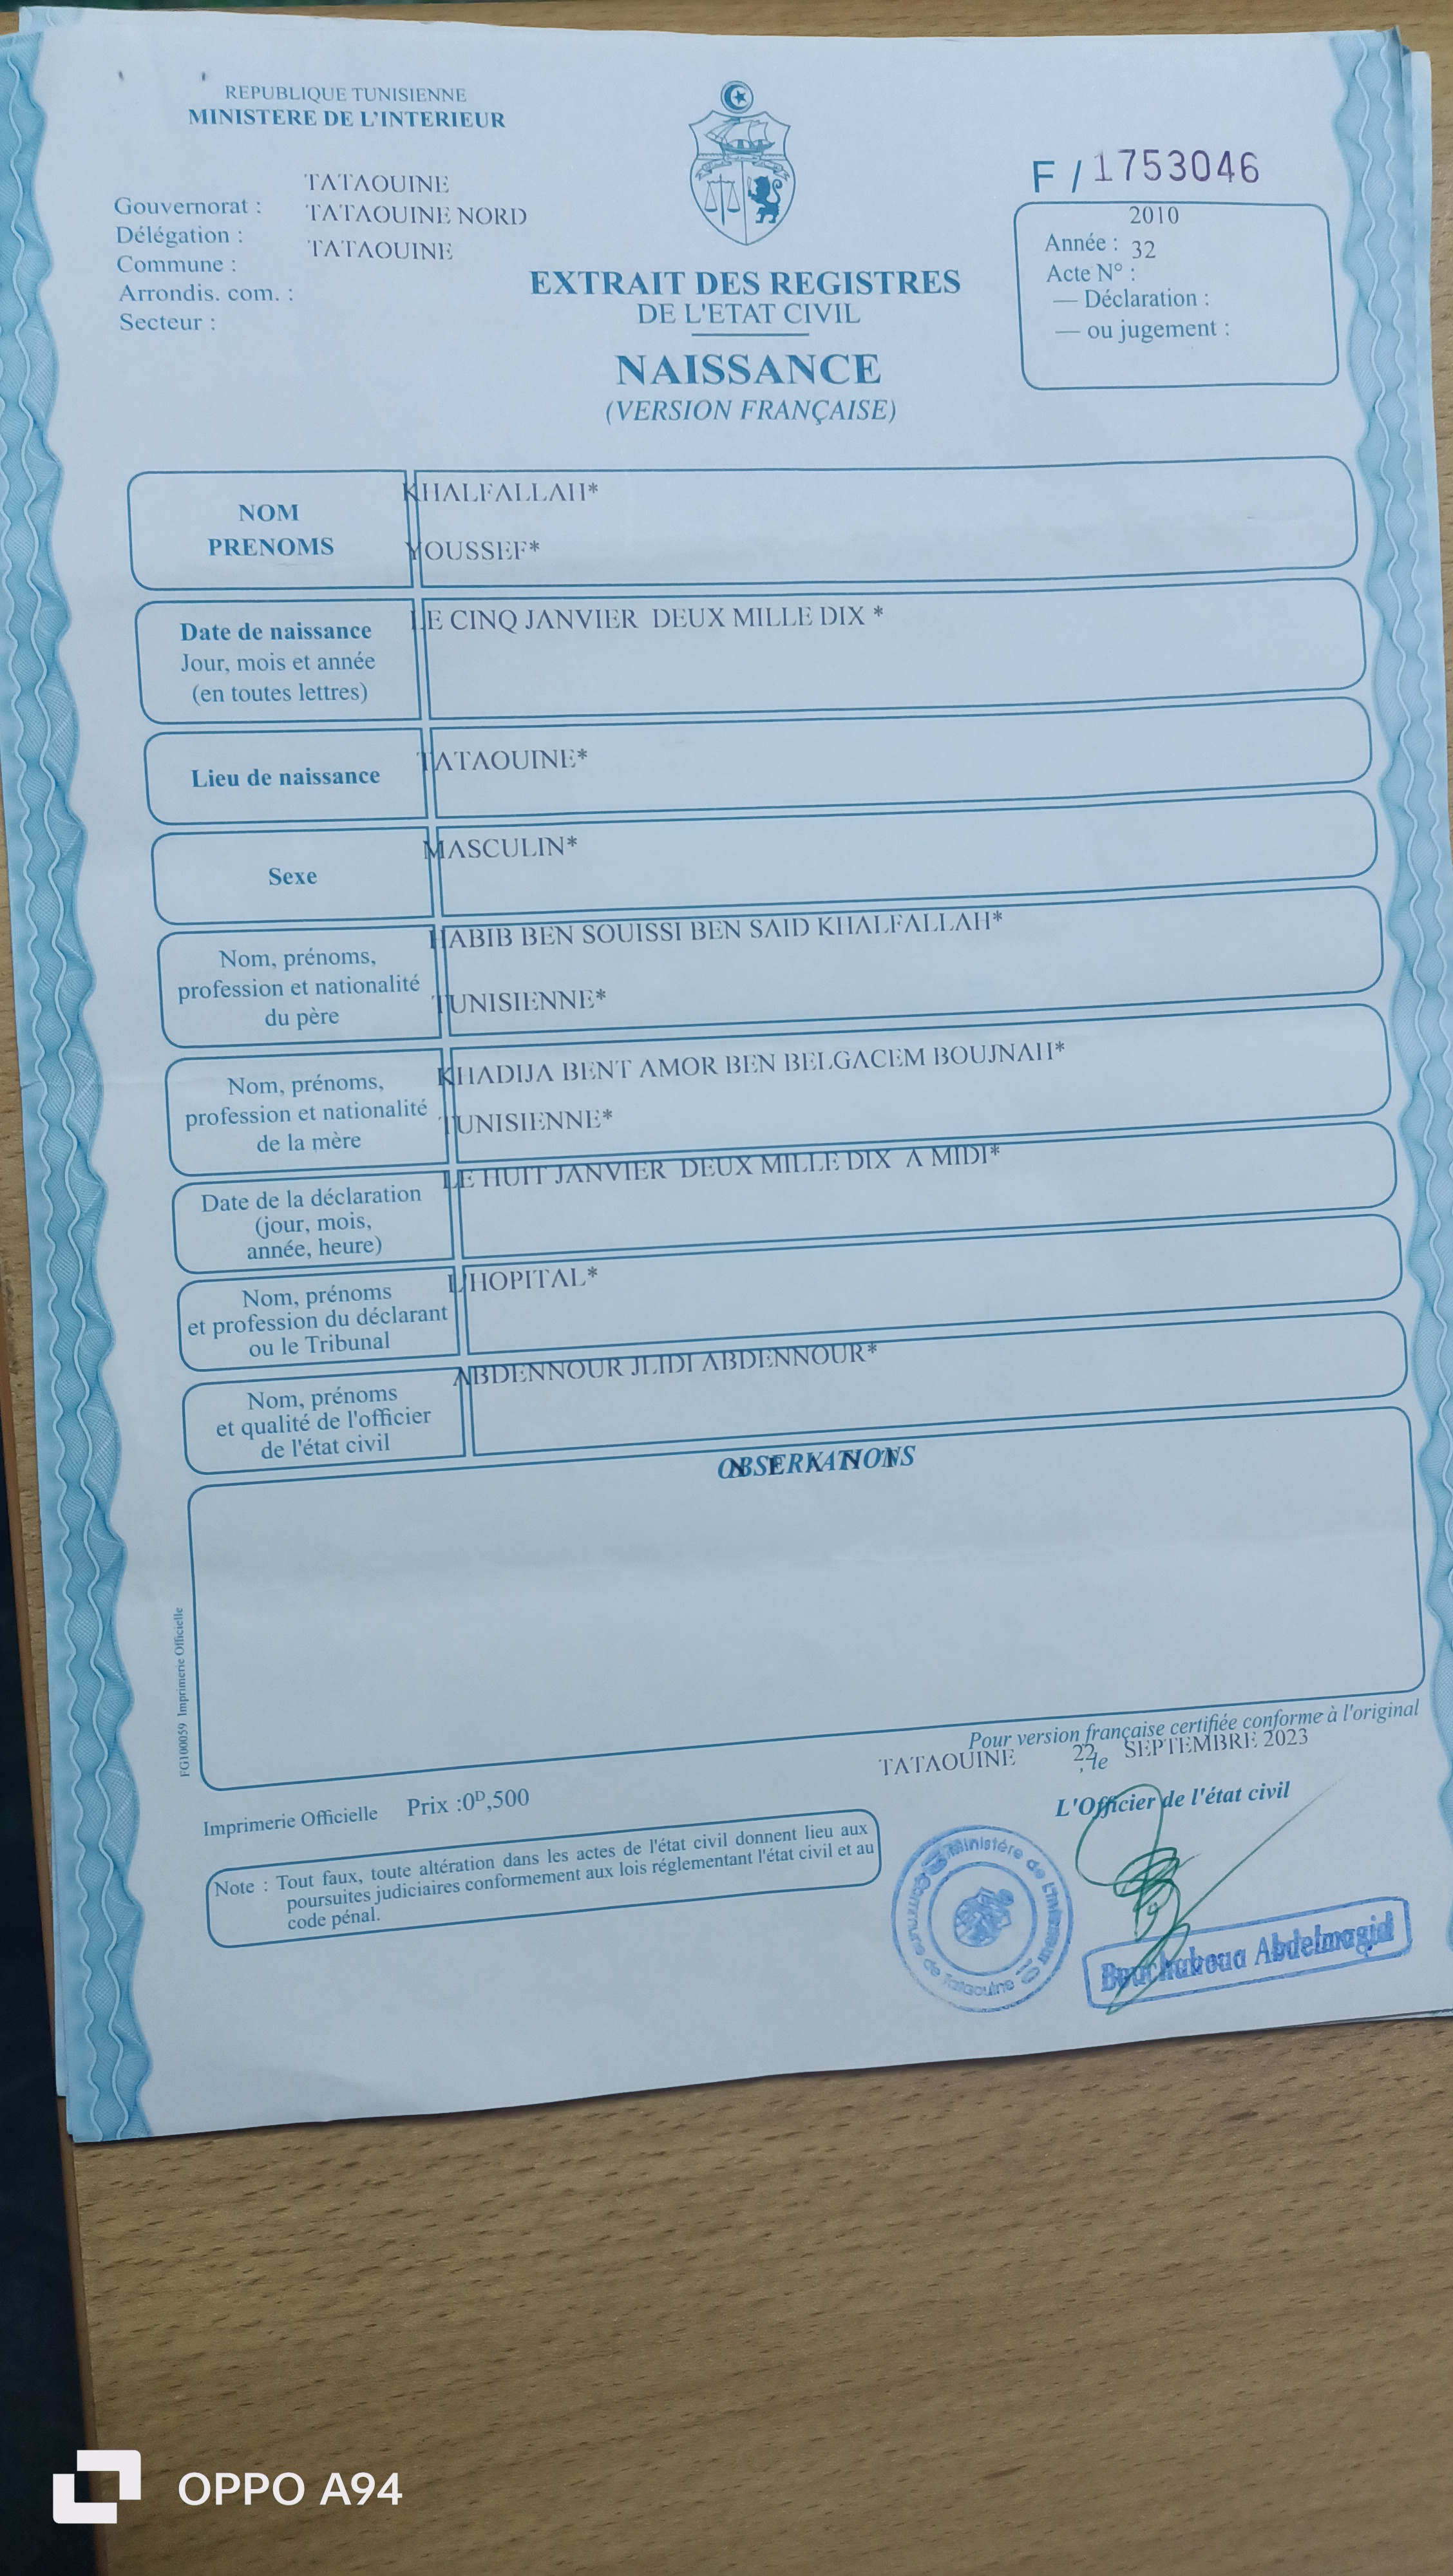 REPUBLIQUE TUNISIENNE
MINISTERE DE L'INTERIEUR
TATAOUINE
Gouvernorat :
TATAOUINE NORD
Délégation :
TATAOUINE
Commune :
Arrondis. com. :
Secteur :
F / 1753046
2010
Année :
32
Acte N° :
— Déclaration :
— ou jugement :
EXTRAIT DES REGISTRES
DE L'ETAT CIVIL
NAISSANCE
(VERSION FRANÇAISE)
NOM
PRENOMS
KHALFALLAH*
YOUSSEF*
Date de naissance
Jour, mois et année
(en toutes lettres)
LE CINQ JANVIER DEUX MILLE DIX *
Lieu de naissance
TATAOUINE*
Sexe
MASCULIN*
Nom, prénoms,
profession et nationalité
du père
HABIB BEN SOUISSI BEN SAID KHALFALLAH*
TUNISIENNE*
Nom, prénoms,
profession et nationalité
de la mère
KHADIJA BENT AMOR BEN BELGACEM BOUJNAH*
TUNISIENNE*
Date de la déclaration
(jour, mois,
année, heure)
LE HUIT JANVIER DEUX MILLE DIX A MIDI*
Nom, prénoms
et profession du déclarant
ou le Tribunal
L'HOPITAL*
Nom, prénoms
et qualité de l'officier
de l'état civil
ABDENNOUR JLIDI ABDENNOUR*
OBSERVATIONS
FG100059 Imprimerie Officielle
Pour version française certifiée conforme à l'original
TATAOUINE , le 22 SEPTEMBRE 2023
L'Officier de l'état civil
Imprimerie Officielle Prix :0ᴰ,500
Note : Tout faux, toute altération dans les actes de l'état civil donnent lieu aux
poursuites judiciaires conformement aux lois réglementant l'état civil et au
code pénal.
Ministère de L'intérieur
Commune de Tataouine
Bouchakoua Abdelmagid
OPPO A94